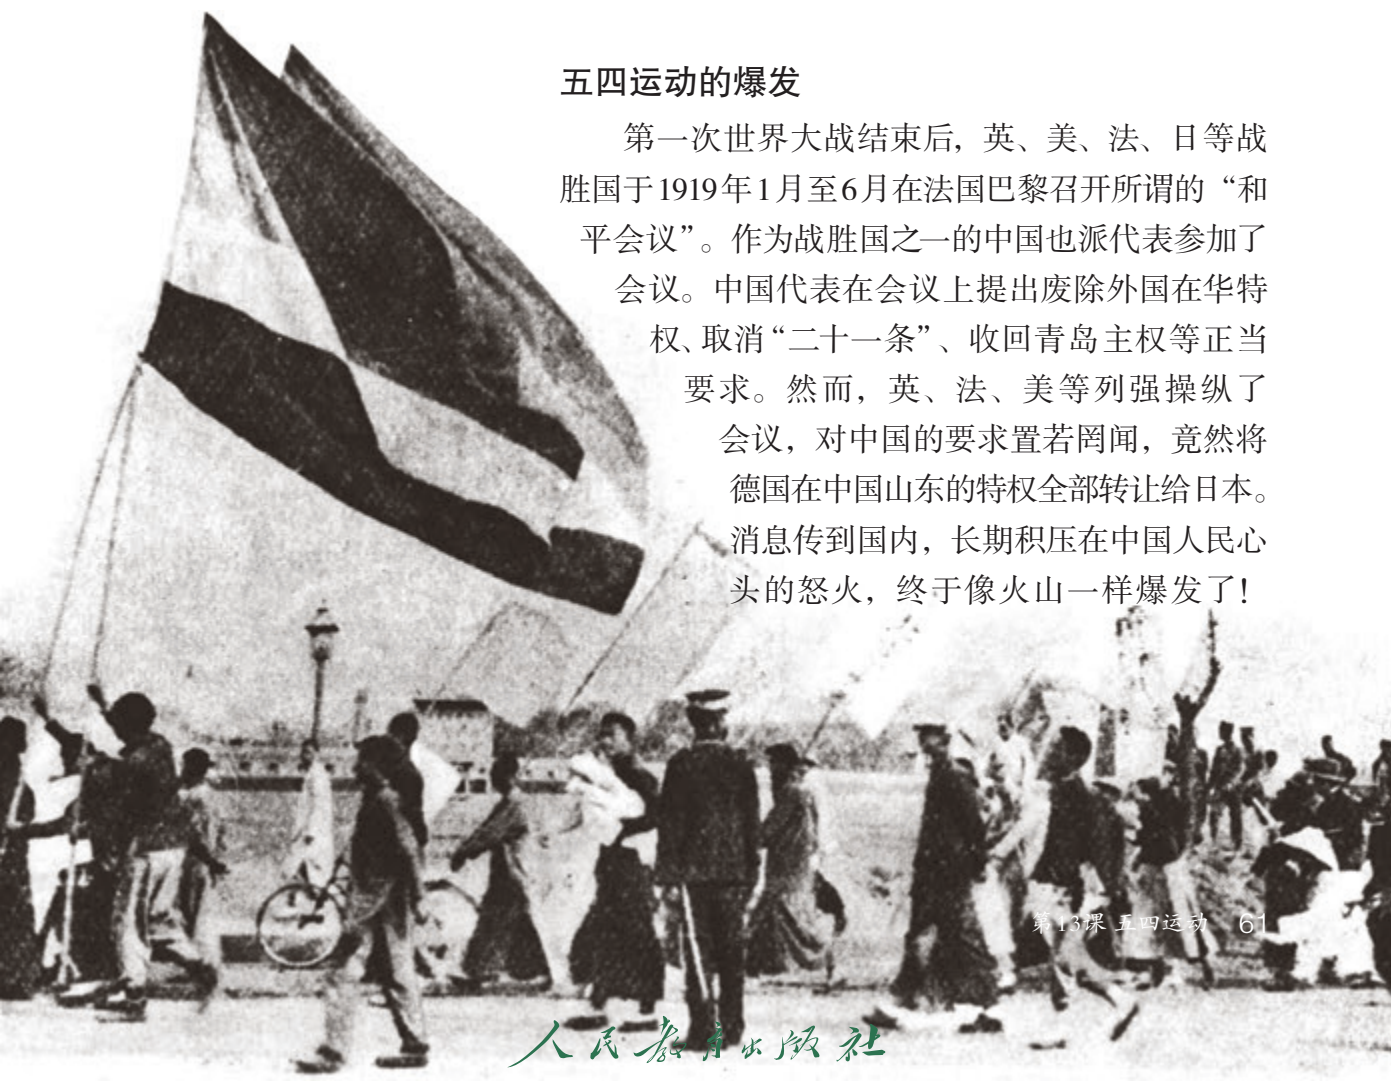 五四运动的爆发
第一次世界大战结束后，英、美、法、日等战
胜国于1919年1月至6月在法国巴黎召开所谓的“和
平会议”。作为战胜国之一的中国也派代表参加了
会议。中国代表在会议上提出废除外国在华特
权、取消“二十一条”、收回青岛主权等正当
要求。然而，英、法、美等列强操纵了
会议，对中国的要求置若罔闻，竟然将
德国在中国山东的特权全部转让给日本。
消息传到国内，长期积压在中国人民心
头的怒火，终于像火山一样爆发了！
第13课 五四运动 61
人民教育出版社